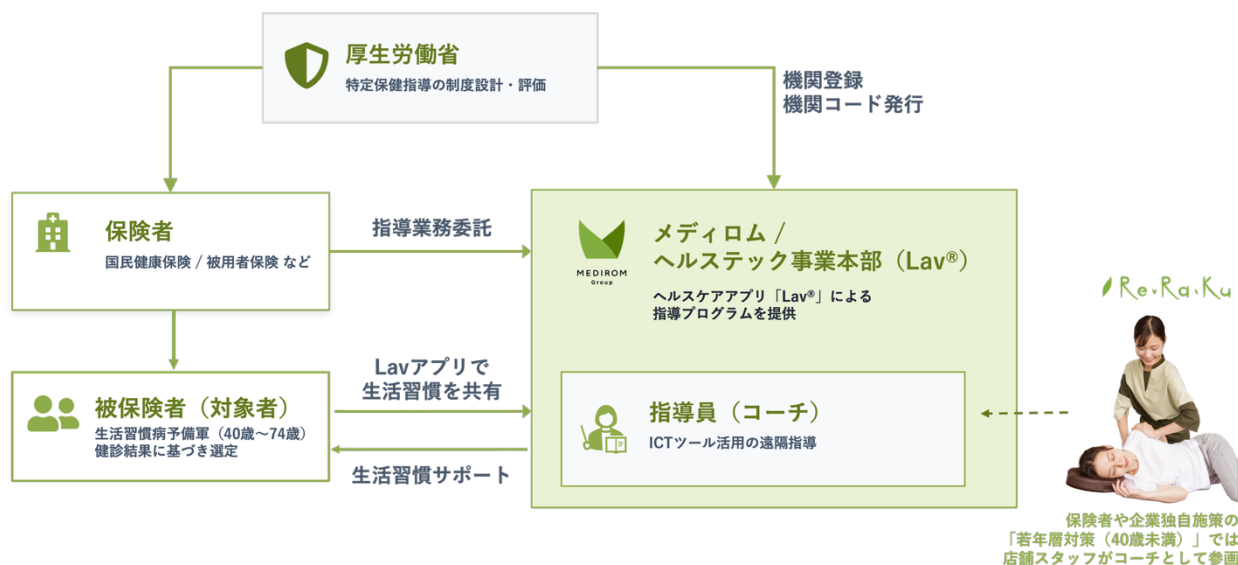 厚生労働省
特定保健指導の制度設計・評価
機関登録
機関コード発行
保険者
国民健康保険 / 被用者保険 など
指導業務委託
MEDIROM
Group
メディロム /
ヘルステック事業本部（Lav®）
ヘルスケアアプリ「Lav®」による
指導プログラムを提供
被保険者（対象者）
生活習慣病予備軍（40歳〜74歳）
健診結果に基づき選定
Lavアプリで
生活習慣を共有
生活習慣サポート
指導員（コーチ）
ICTツール活用の遠隔指導
Re.Ra.Ku
保険者や企業独自施策の
「若年層対策（40歳未満）」では
店舗スタッフがコーチとして参画